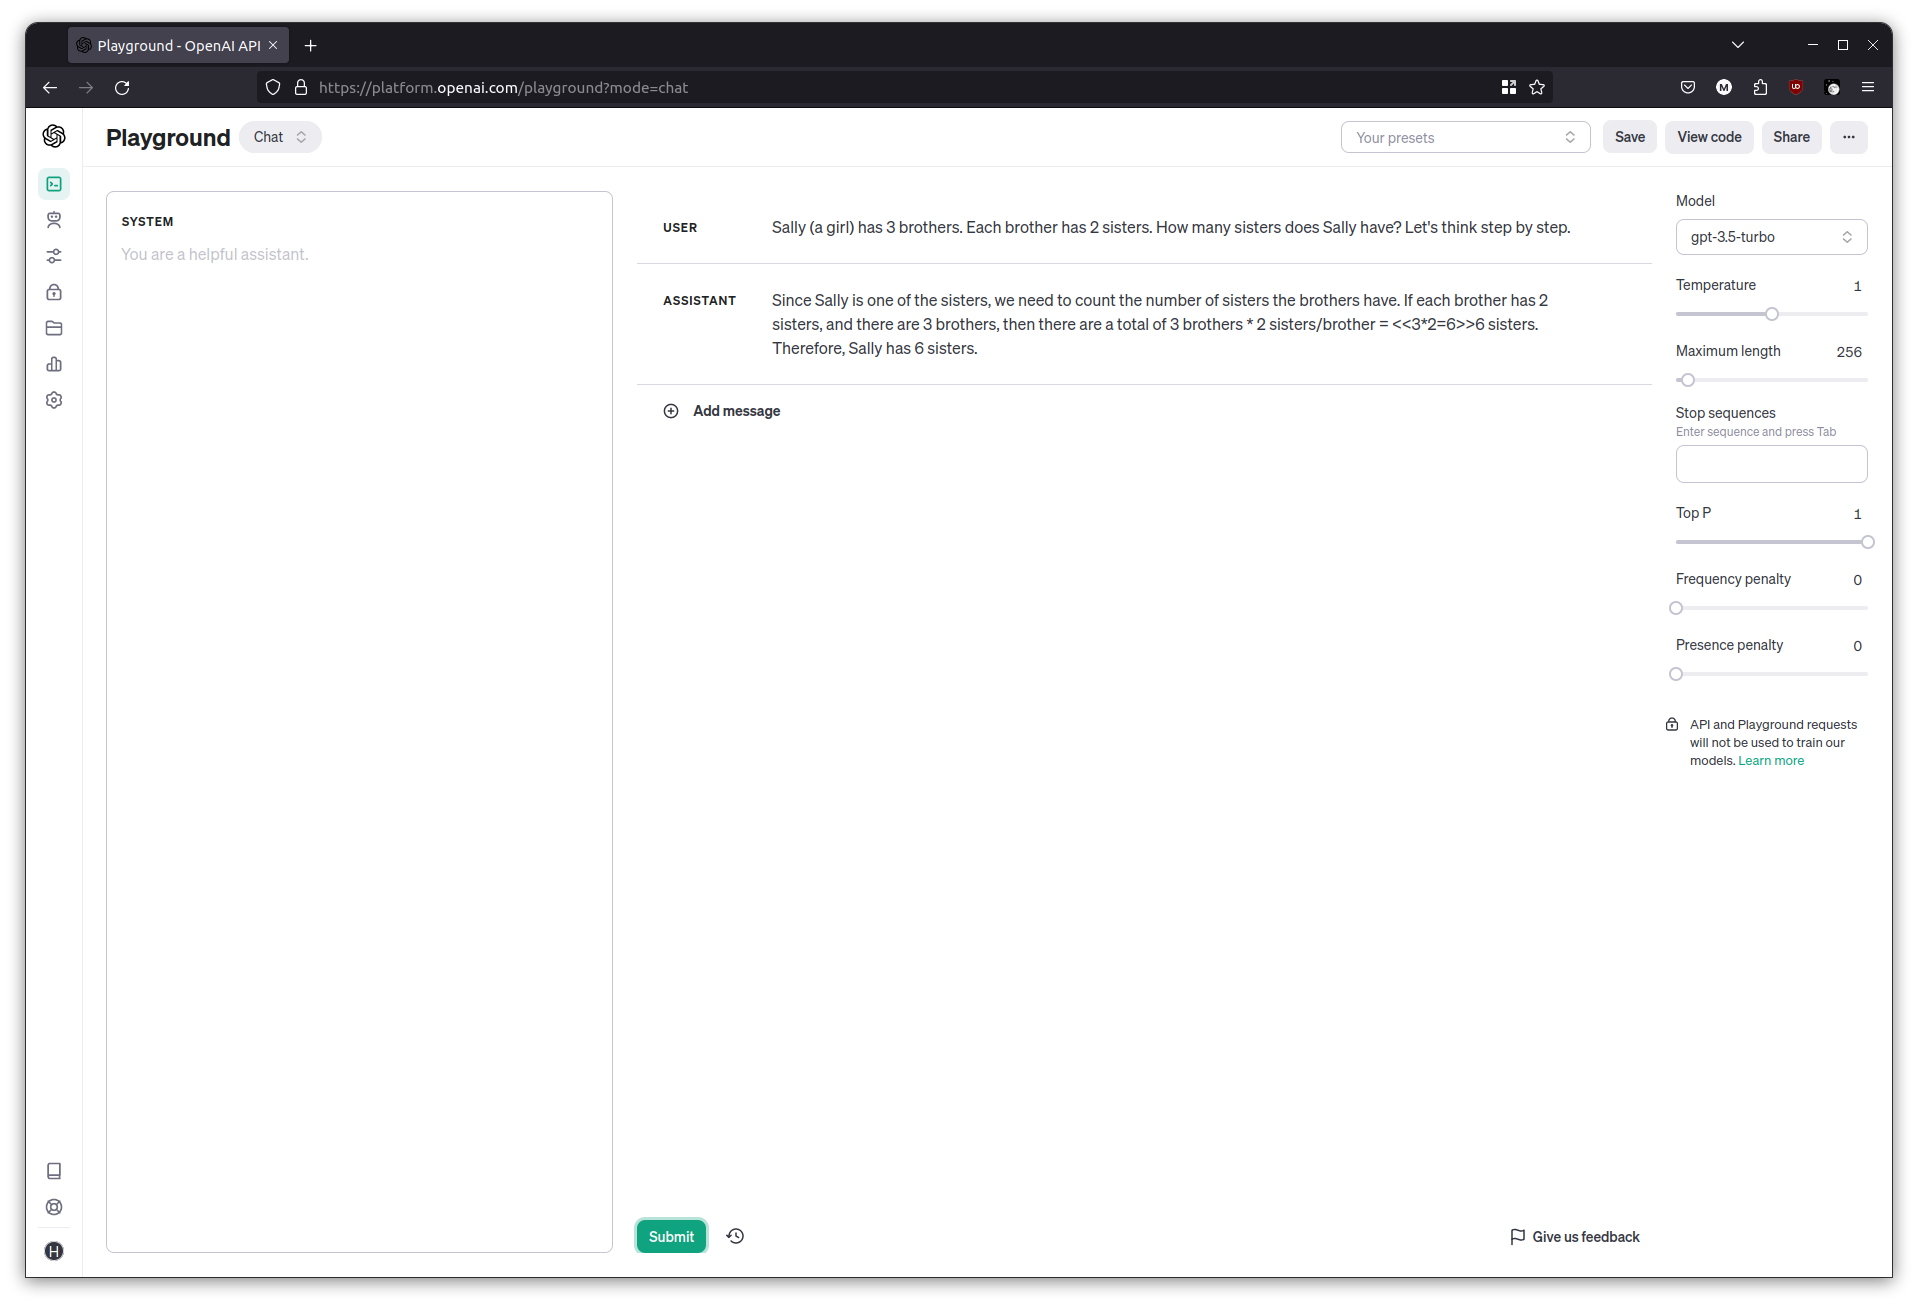 Playground - OpenAI API
https://platform.openai.com/playground?mode=chat
Playground
Chat
Your presets
Save
View code
Share
SYSTEM
You are a helpful assistant.
USER
Sally (a girl) has 3 brothers. Each brother has 2 sisters. How many sisters does Sally have? Let's think step by step.
ASSISTANT
Since Sally is one of the sisters, we need to count the number of sisters the brothers have. If each brother has 2
sisters, and there are 3 brothers, then there are a total of 3 brothers * 2 sisters/brother = <<3*2=6>>6 sisters.
Therefore, Sally has 6 sisters.
Add message
Submit
Give us feedback
Model
gpt-3.5-turbo
Temperature 1
Maximum length 256
Stop sequences
Enter sequence and press Tab
Top P 1
Frequency penalty 0
Presence penalty 0
API and Playground requests
will not be used to train our
models. Learn more
M
H